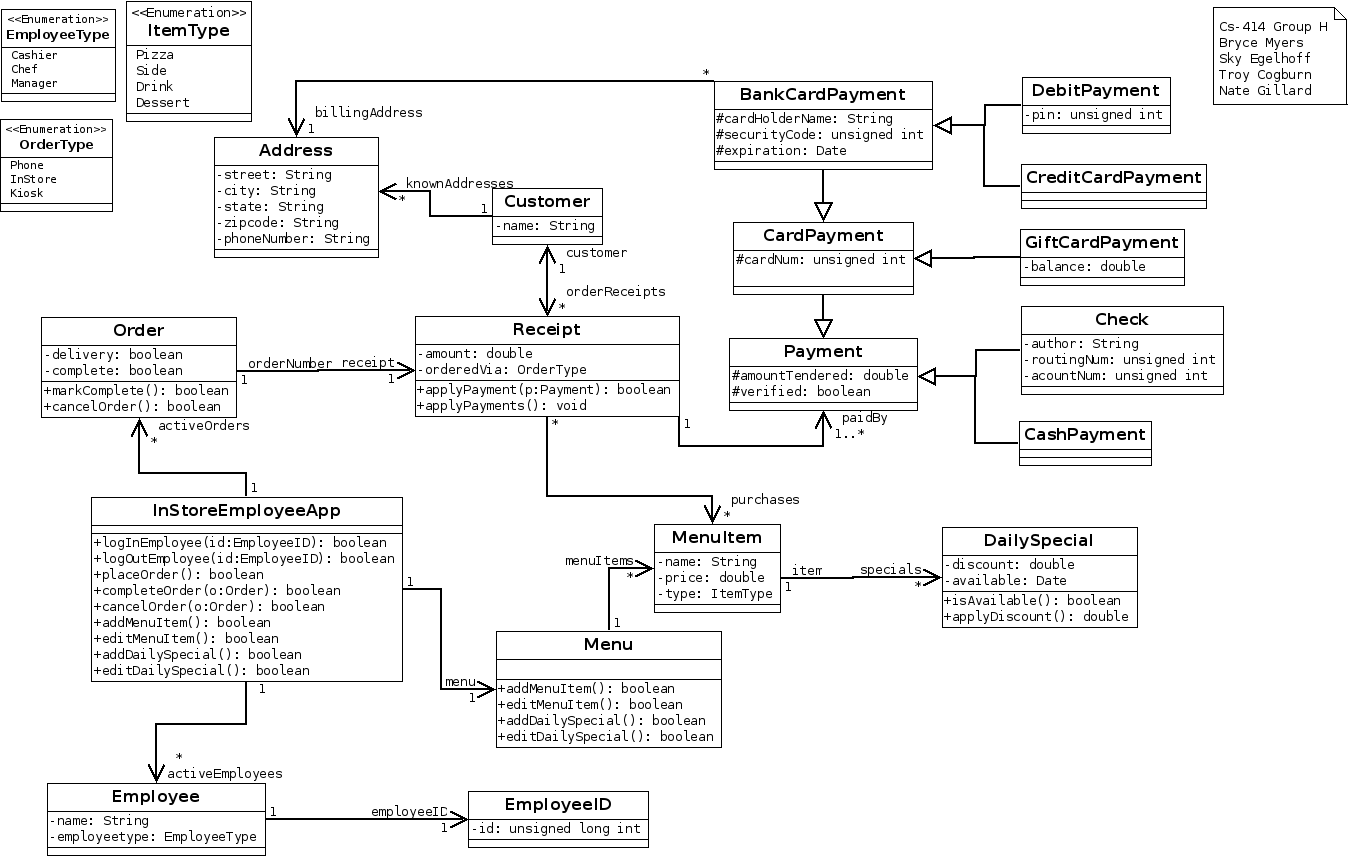 <<Enumeration>>
EmployeeType
Cashier
Chef
Manager
<<Enumeration>>
ItemType
Pizza
Side
Drink
Dessert
<<Enumeration>>
OrderType
Phone
InStore
Kiosk
Cs-414 Group H
Bryce Myers
Sky Egelhoff
Troy Cogburn
Nate Gillard
*
billingAddress
1
BankCardPayment
#cardHolderName: String
#securityCode: unsigned int
#expiration: Date
DebitPayment
-pin: unsigned int
CreditCardPayment
Address
-street: String
-city: String
-state: String
-zipcode: String
-phoneNumber: String
knownAddresses
*
1
Customer
-name: String
customer
1
orderReceipts
*
CardPayment
#cardNum: unsigned int
GiftCardPayment
-balance: double
Order
-delivery: boolean
-complete: boolean
+markComplete(): boolean
+cancelOrder(): boolean
orderNumber
1
receipt
1
Receipt
-amount: double
-orderedVia: OrderType
+applyPayment(p:Payment): boolean
+applyPayments(): void
Payment
#amountTendered: double
#verified: boolean
Check
-author: String
-routingNum: unsigned int
-acountNum: unsigned int
CashPayment
1
paidBy
1..*
activeOrders
*
1
*
purchases
*
InStoreEmployeeApp
+logInEmployee(id:EmployeeID): boolean
+logOutEmployee(id:EmployeeID): boolean
+placeOrder(): boolean
+completeOrder(o:Order): boolean
+cancelOrder(o:Order): boolean
+addMenuItem(): boolean
+editMenuItem(): boolean
+addDailySpecial(): boolean
+editDailySpecial(): boolean
1
menu
1
menuItems
*
1
MenuItem
-name: String
-price: double
-type: ItemType
item
1
specials
*
DailySpecial
-discount: double
-available: Date
+isAvailable(): boolean
+applyDiscount(): double
Menu
+addMenuItem(): boolean
+editMenuItem(): boolean
+addDailySpecial(): boolean
+editDailySpecial(): boolean
1
*
activeEmployees
Employee
-name: String
-employeetype: EmployeeType
1
employeeID
1
EmployeeID
-id: unsigned long int